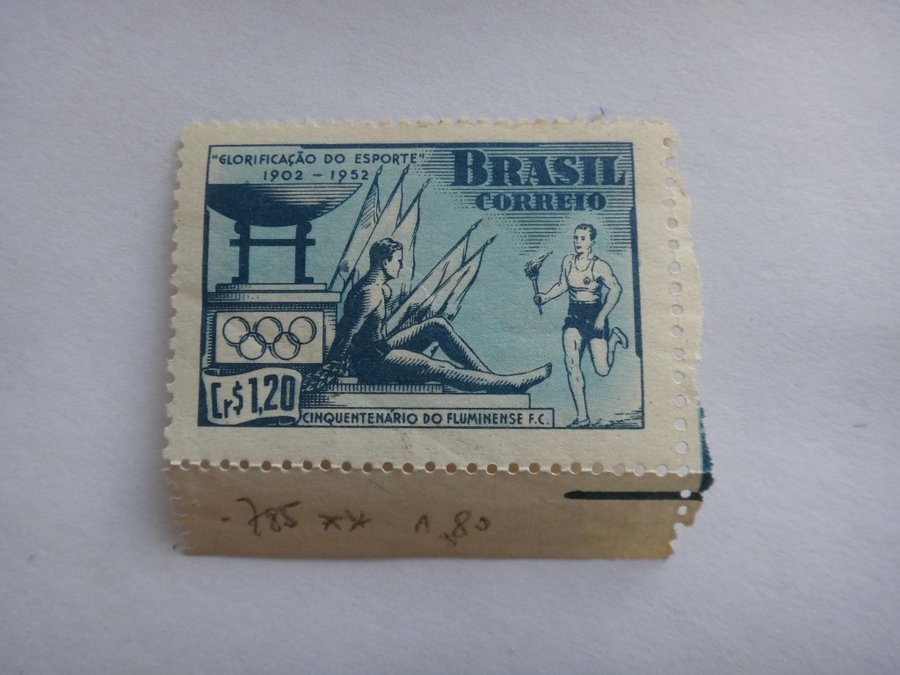 "GLORIFICAÇÃO DO ESPORTE"
1902 - 1952
BRASIL
CORREIO
Cr$ 1,20
CINQUENTENÁRIO DO FLUMINENSE F.C.
785 ** 1,80